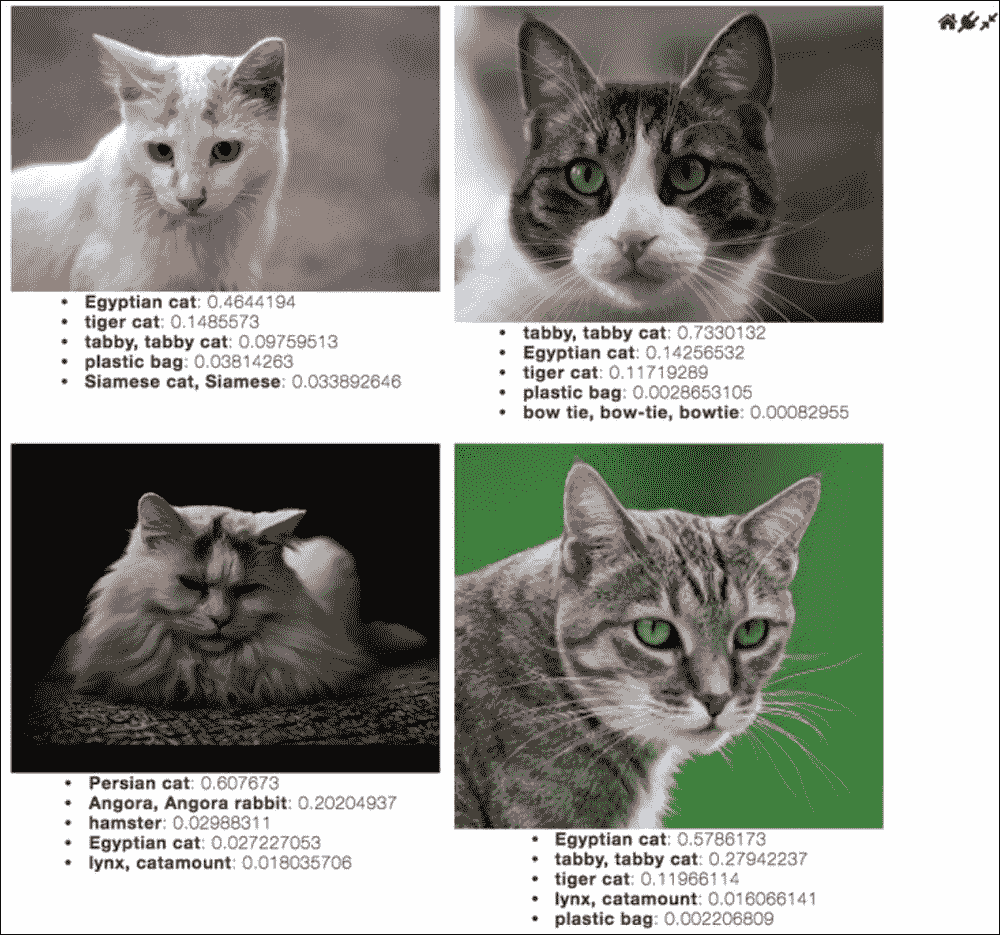 Egyptian cat: 0.4644194
tiger cat: 0.1485573
tabby, tabby cat: 0.09759513
plastic bag: 0.03814263
Siamese cat, Siamese: 0.033892646
tabby, tabby cat: 0.7330132
Egyptian cat: 0.14256532
tiger cat: 0.11719289
plastic bag: 0.0028653105
bow tie, bow-tie, bowtie: 0.00082955
Persian cat: 0.607673
Angora, Angora rabbit: 0.20204937
hamster: 0.02988311
Egyptian cat: 0.027227053
lynx, catamount: 0.018035706
Egyptian cat: 0.5786173
tabby, tabby cat: 0.27942237
tiger cat: 0.11966114
lynx, catamount: 0.016066141
plastic bag: 0.002206809